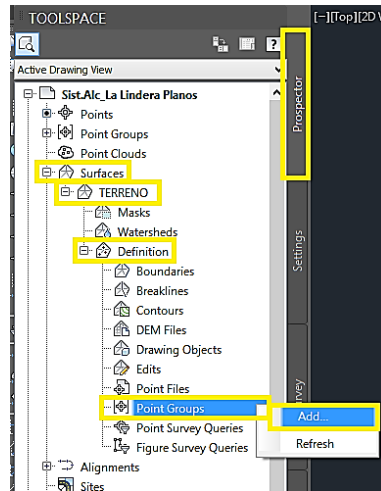 TOOLSPACE
[−][Top][2D W
?
Active Drawing View
Sist.Alc_La Lindera Planos
Points
Point Groups
Point Clouds
Surfaces
TERRENO
Masks
Watersheds
Definition
Boundaries
Breaklines
Contours
DEM Files
Drawing Objects
Edits
Point Files
Point Groups
Add...
Point Survey Queries
Refresh
Figure Survey Queries
Alignments
Sites
Prospector
Settings
rvey